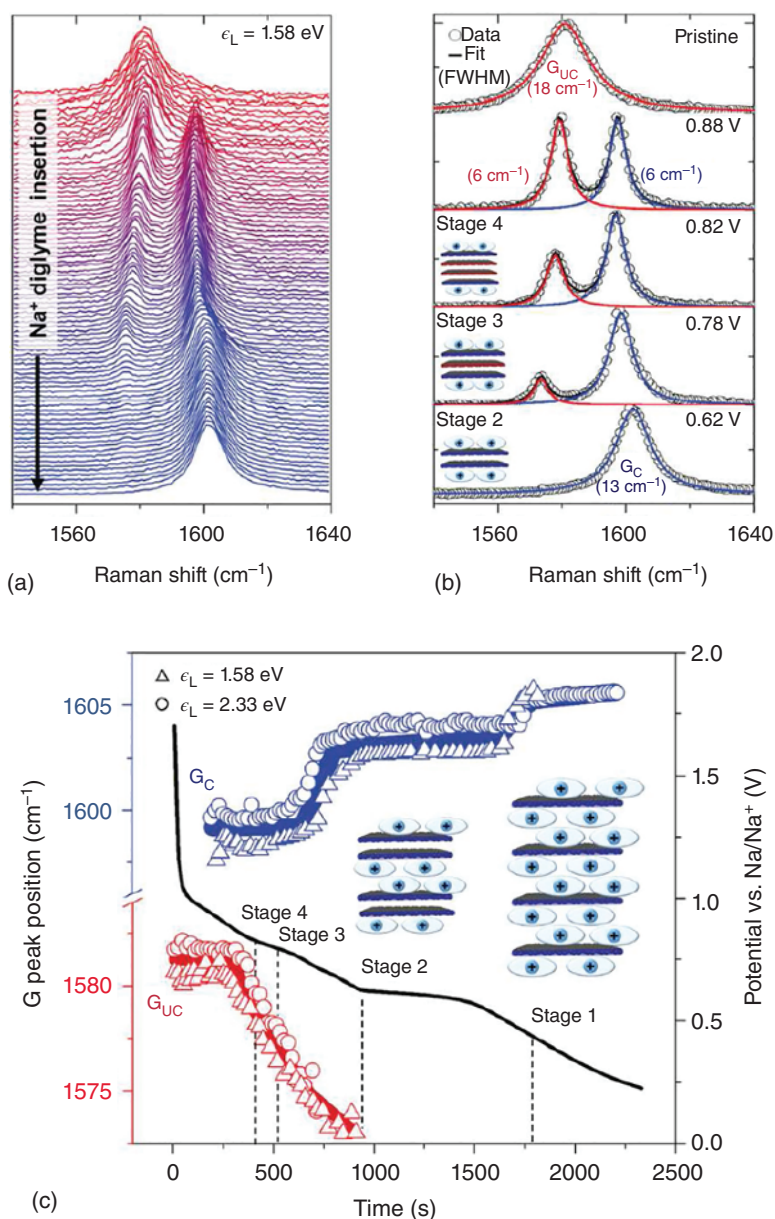 ϵL = 1.58 eV
Na+ diglyme insertion
1560 1600 1640
Raman shift (cm−1)
(a)
Data
Fit
(FWHM)
Pristine
GUC
(18 cm−1)
0.88 V
(6 cm−1)
(6 cm−1)
Stage 4
0.82 V
Stage 3
0.78 V
Stage 2
0.62 V
GC
(13 cm−1)
1560 1600 1640
Raman shift (cm−1)
(b)
ϵL = 1.58 eV
ϵL = 2.33 eV
G peak position (cm−1)
1605
1600
1580
1575
GC
GUC
Stage 4
Stage 3
Stage 2
Stage 1
+ +
+ +
+ +
+ +
+ +
+ +
+ +
+ +
+ +
+ +
+ +
2.0
1.5
1.0
0.5
0.0
Potential vs. Na/Na+ (V)
0 500 1000 1500 2000 2500
Time (s)
(c)